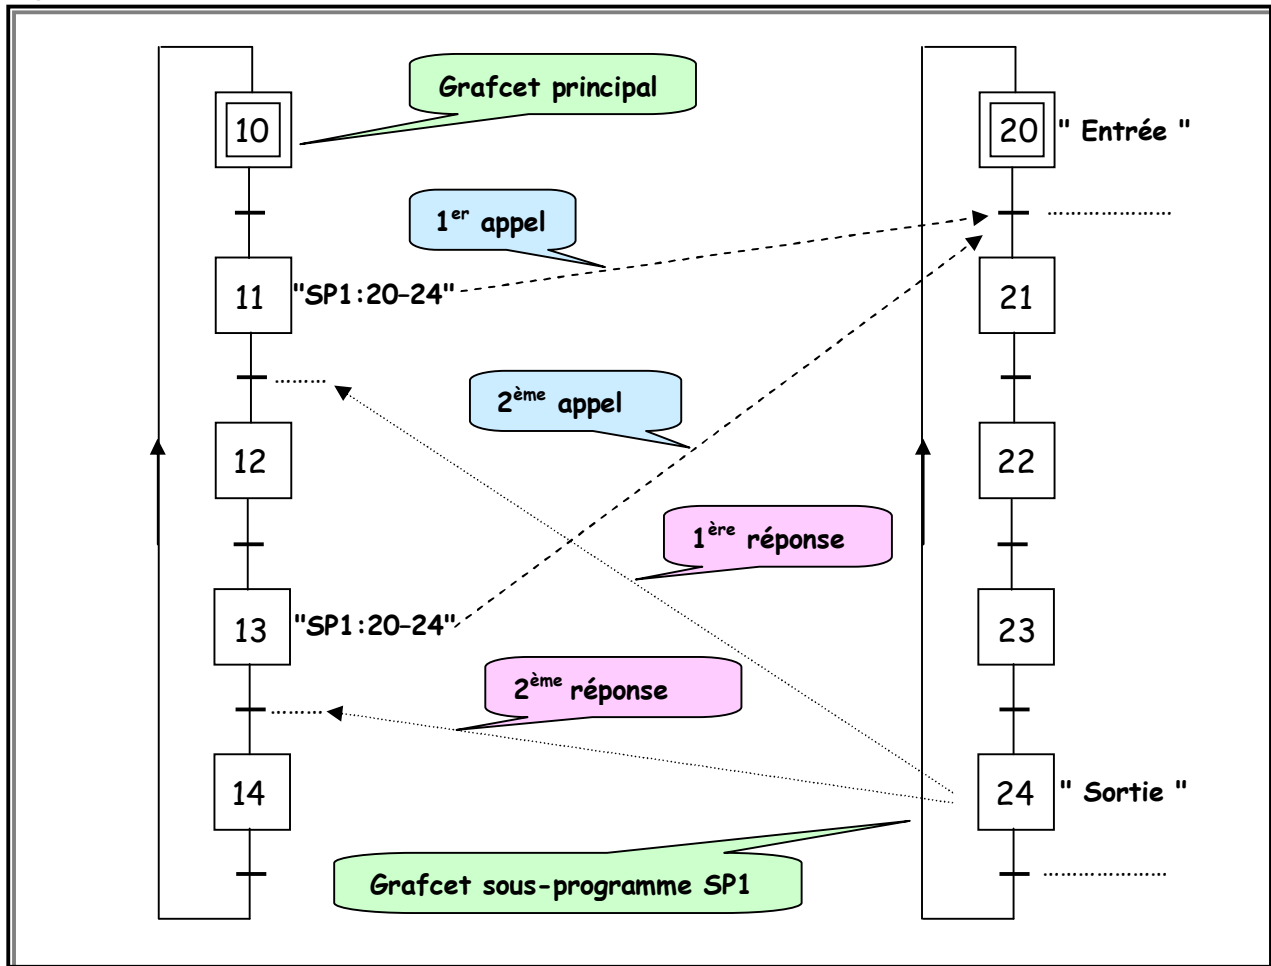 Grafcet principal
10
20 " Entrée "
1er appel
..................
11 "SP1:20-24"
21
.........
2ème appel
12
22
1ère réponse
13 "SP1:20-24"
23
2ème réponse
.........
14
24 " Sortie "
Grafcet sous-programme SP1
..................